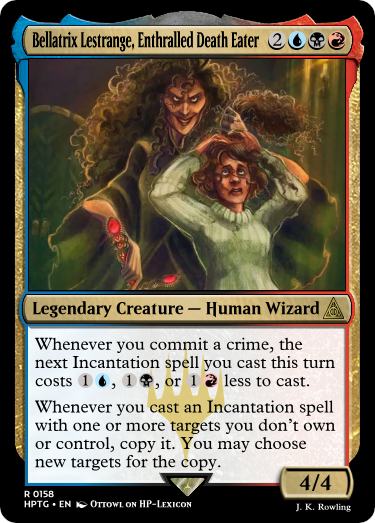 Bellatrix Lestrange, Enthralled Death Eater 2
Legendary Creature — Human Wizard
Whenever you commit a crime, the
next Incantation spell you cast this turn
costs 1, 1, or 1 less to cast.
Whenever you cast an Incantation spell
with one or more targets you don't own
or control, copy it. You may choose
new targets for the copy.
4/4
R 0158
HPTG • EN Ottowl on HP-Lexicon
J. K. Rowling